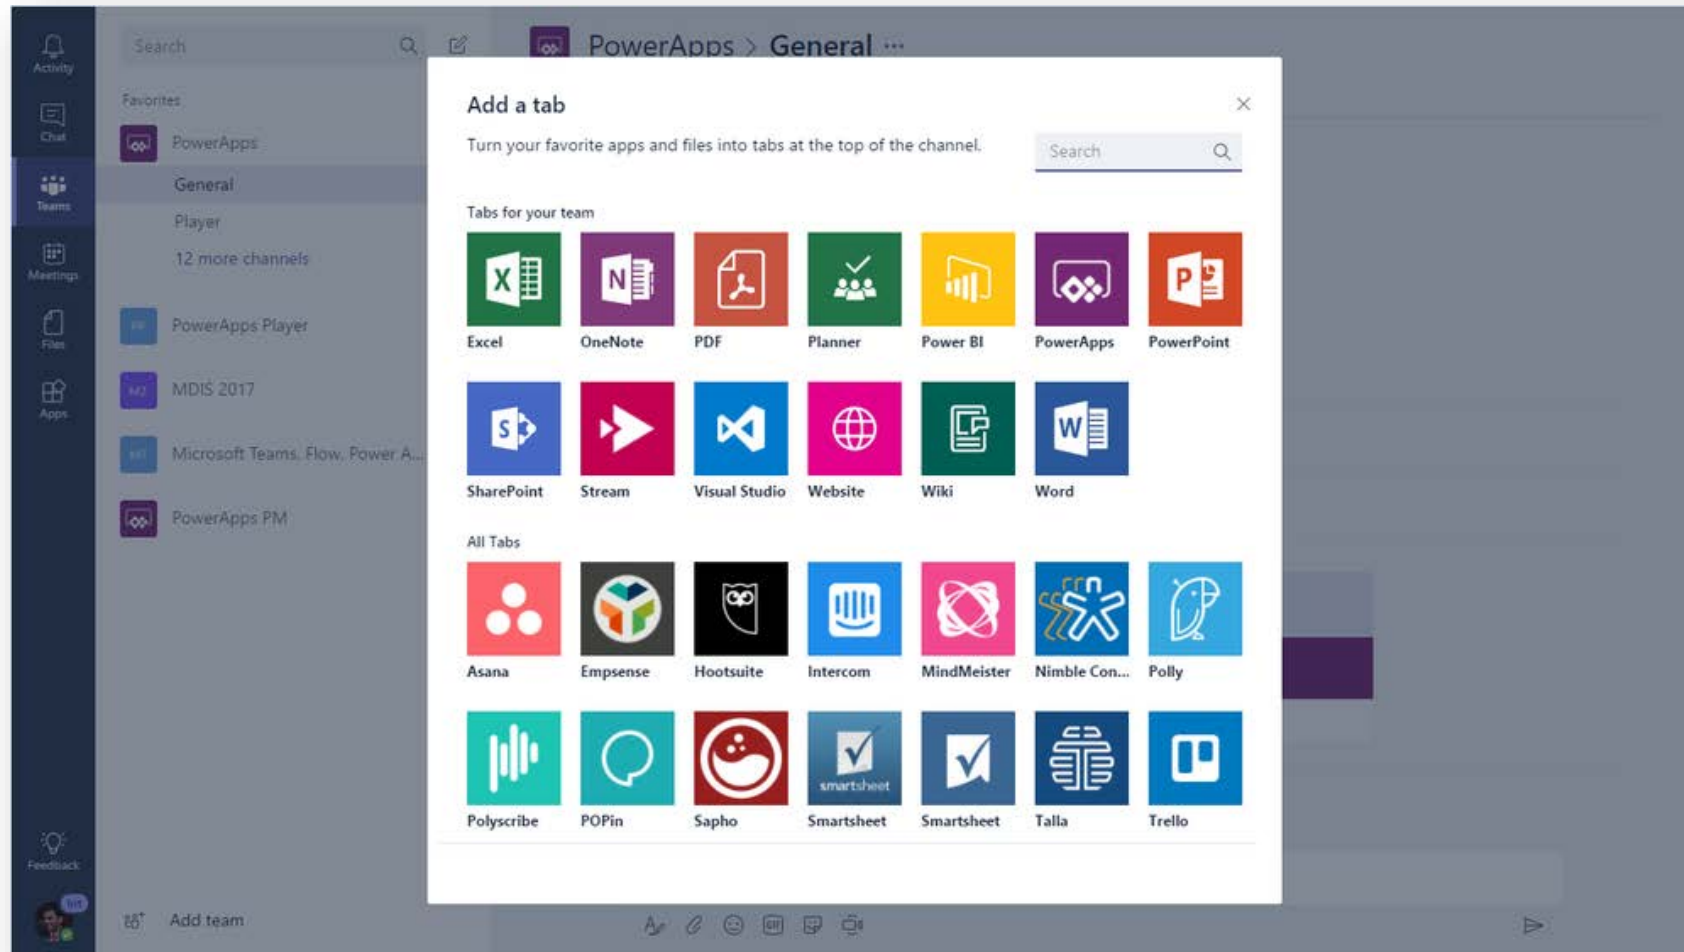 Activity
Chat
Teams
Meetings
Files
Apps
Feedback
Search
Favorites
PowerApps
General
Player
12 more channels
PowerApps Player
MDIS 2017
Microsoft Teams, Flow, Power A...
PowerApps PM
Add team
PowerApps > General ...
Add a tab
Turn your favorite apps and files into tabs at the top of the channel.
Search
Tabs for your team
Excel OneNote PDF Planner Power BI PowerApps PowerPoint
SharePoint Stream Visual Studio Website Wiki Word
All Tabs
Asana Empsense Hootsuite Intercom MindMeister Nimble Con... Polly
smartsheet
Polyscribe POPin Sapho Smartsheet Smartsheet Talla Trello
GIF